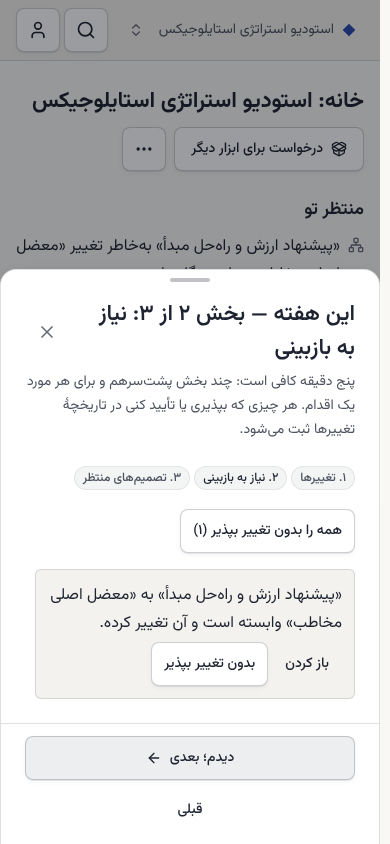 استودیو استراتژی استایلوجیکس
خانه: استودیو استراتژی استایلوجیکس
درخواست برای ابزار دیگر
منتظر تو
«پیشنهاد ارزش و راه‌حل مبدأ» به‌خاطر تغییر «معضل
این هفته — بخش ۲ از ۳: نیاز
به بازبینی
پنج دقیقه کافی است: چند بخش پشت‌سرهم و برای هر مورد
یک اقدام. هر چیزی که بپذیری یا تأیید کنی در تاریخچهٔ
تغییرها ثبت می‌شود.
۱. تغییرها
۲. نیاز به بازبینی
۳. تصمیم‌های منتظر
همه را بدون تغییر بپذیر (۱)
«پیشنهاد ارزش و راه‌حل مبدأ» به «معضل اصلی
مخاطب» وابسته است و آن تغییر کرده.
باز کردن
بدون تغییر بپذیر
دیدم؛ بعدی
قبلی